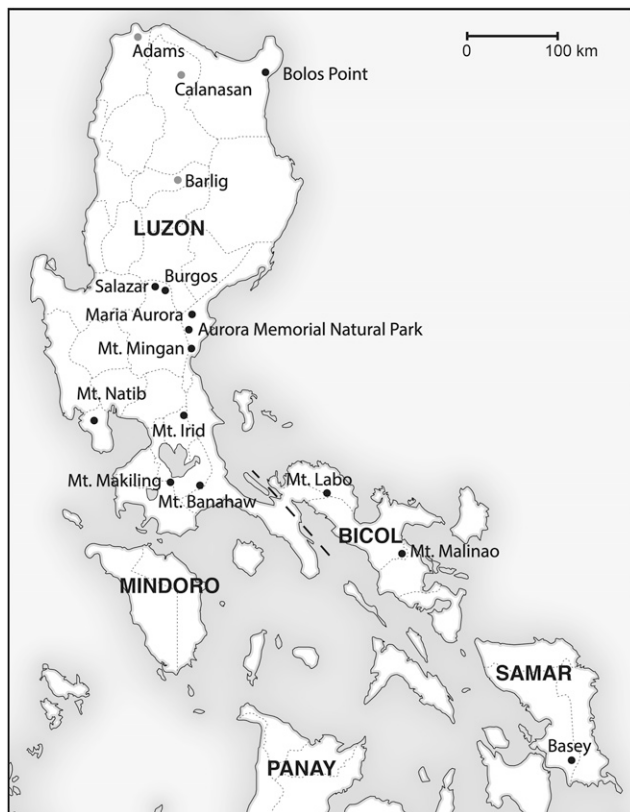 Adams
0 100 km
Bolos Point
Calanasan
Barlig
LUZON
Burgos
Salazar
Maria Aurora
Aurora Memorial Natural Park
Mt. Mingan
Mt. Natib
Mt. Irid
Mt. Makiling
Mt. Labo
Mt. Banahaw
BICOL
Mt. Malinao
MINDORO
SAMAR
Basey
PANAY